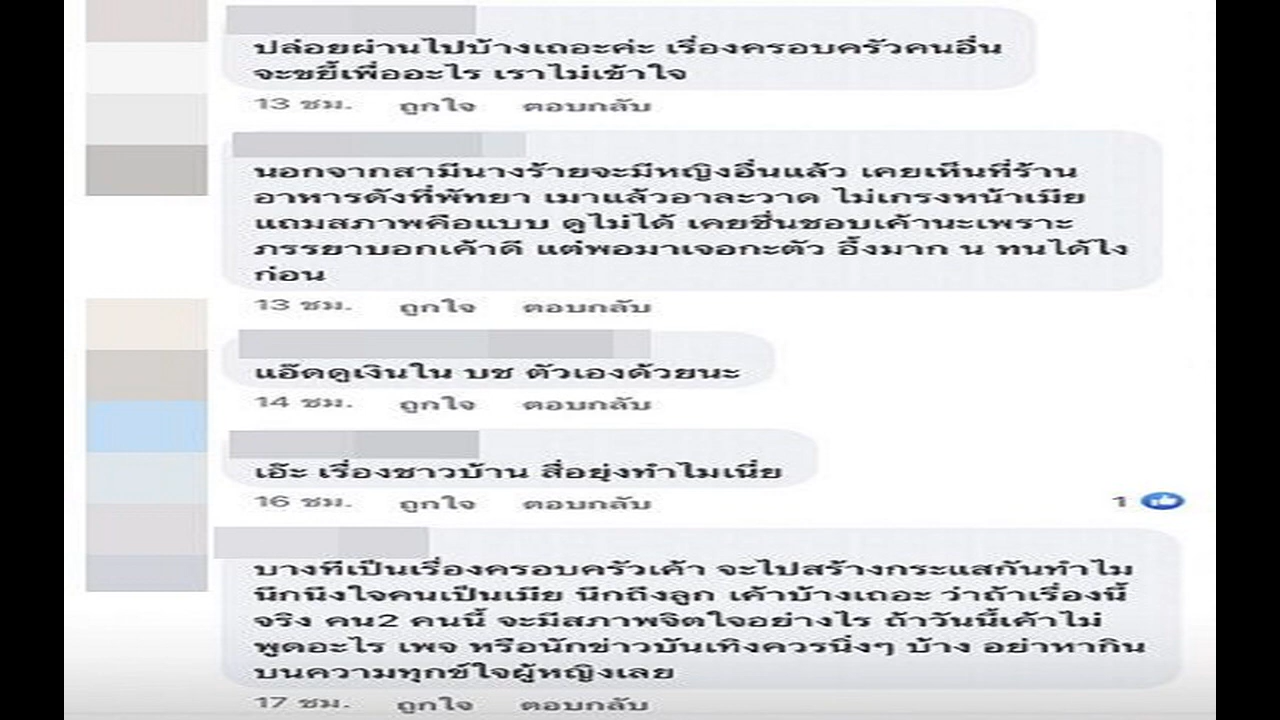 ปล่อยผ่านไปบ้างเถอะค่ะ เรื่องครอบครัวคนอื่น
จะขยี้เพื่ออะไร เราไม่เข้าใจ
13 ชม. ถูกใจ ตอบกลับ
นอกจากสามีนางร้ายจะมีหญิงอื่นแล้ว เคยเห็นที่ร้าน
อาหารดังที่พัทยา เมาแล้วอาละวาด ไม่เกรงหน้าเมีย
แถมสภาพคือแบบ ดูไม่ได้ เคยชื่นชอบเค้านะเพราะ
ภรรยาบอกเค้าดี แต่พอมาเจอกะตัว อึ้งมาก น ทนได้ไง
ก่อน
13 ชม. ถูกใจ ตอบกลับ
แอ๊ดดูเงินใน บช ตัวเองด้วยนะ
14 ชม. ถูกใจ ตอบกลับ
เอ๊ะ เรื่องชาวบ้าน สื่อยุ่งทำไมเนี่ย
16 ชม. ถูกใจ ตอบกลับ 1
บางทีเป็นเรื่องครอบครัวเค้า จะไปสร้างกระแสกันทำไม
นึกนึงใจคนเป็นเมีย นึกถึงลูก เค้าบ้างเถอะ ว่าถ้าเรื่องนี้
จริง คน2 คนนี้ จะมีสภาพจิตใจอย่างไร ถ้าวันนี้เค้าไม่
พูดอะไร เพจ หรือนักข่าวบันเทิงควรนิ่งๆ บ้าง อย่าหากิน
บนความทุกข์ใจผู้หญิงเลย
17 ชม. ถูกใจ ตอบกลับ